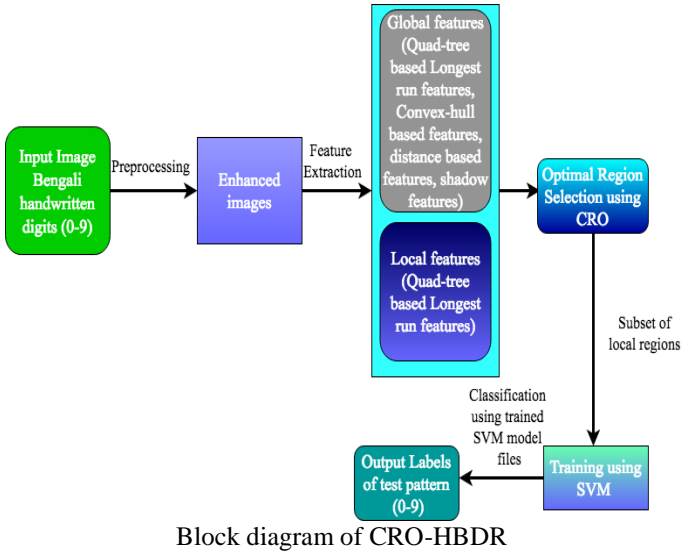 Input Image
Bengali
handwritten
digits (0-9)
Preprocessing
Enhanced
images
Feature
Extraction
Global features
(Quad-tree
based Longest
run features,
Convex-hull
based features,
distance based
features, shadow
features)
Local features
(Quad-tree
based Longest
run features)
Optimal Region
Selection using
CRO
Subset of
local regions
Training using
SVM
Classification
using trained
SVM model
files
Output Labels
of test pattern
(0-9)
Block diagram of CRO-HBDR